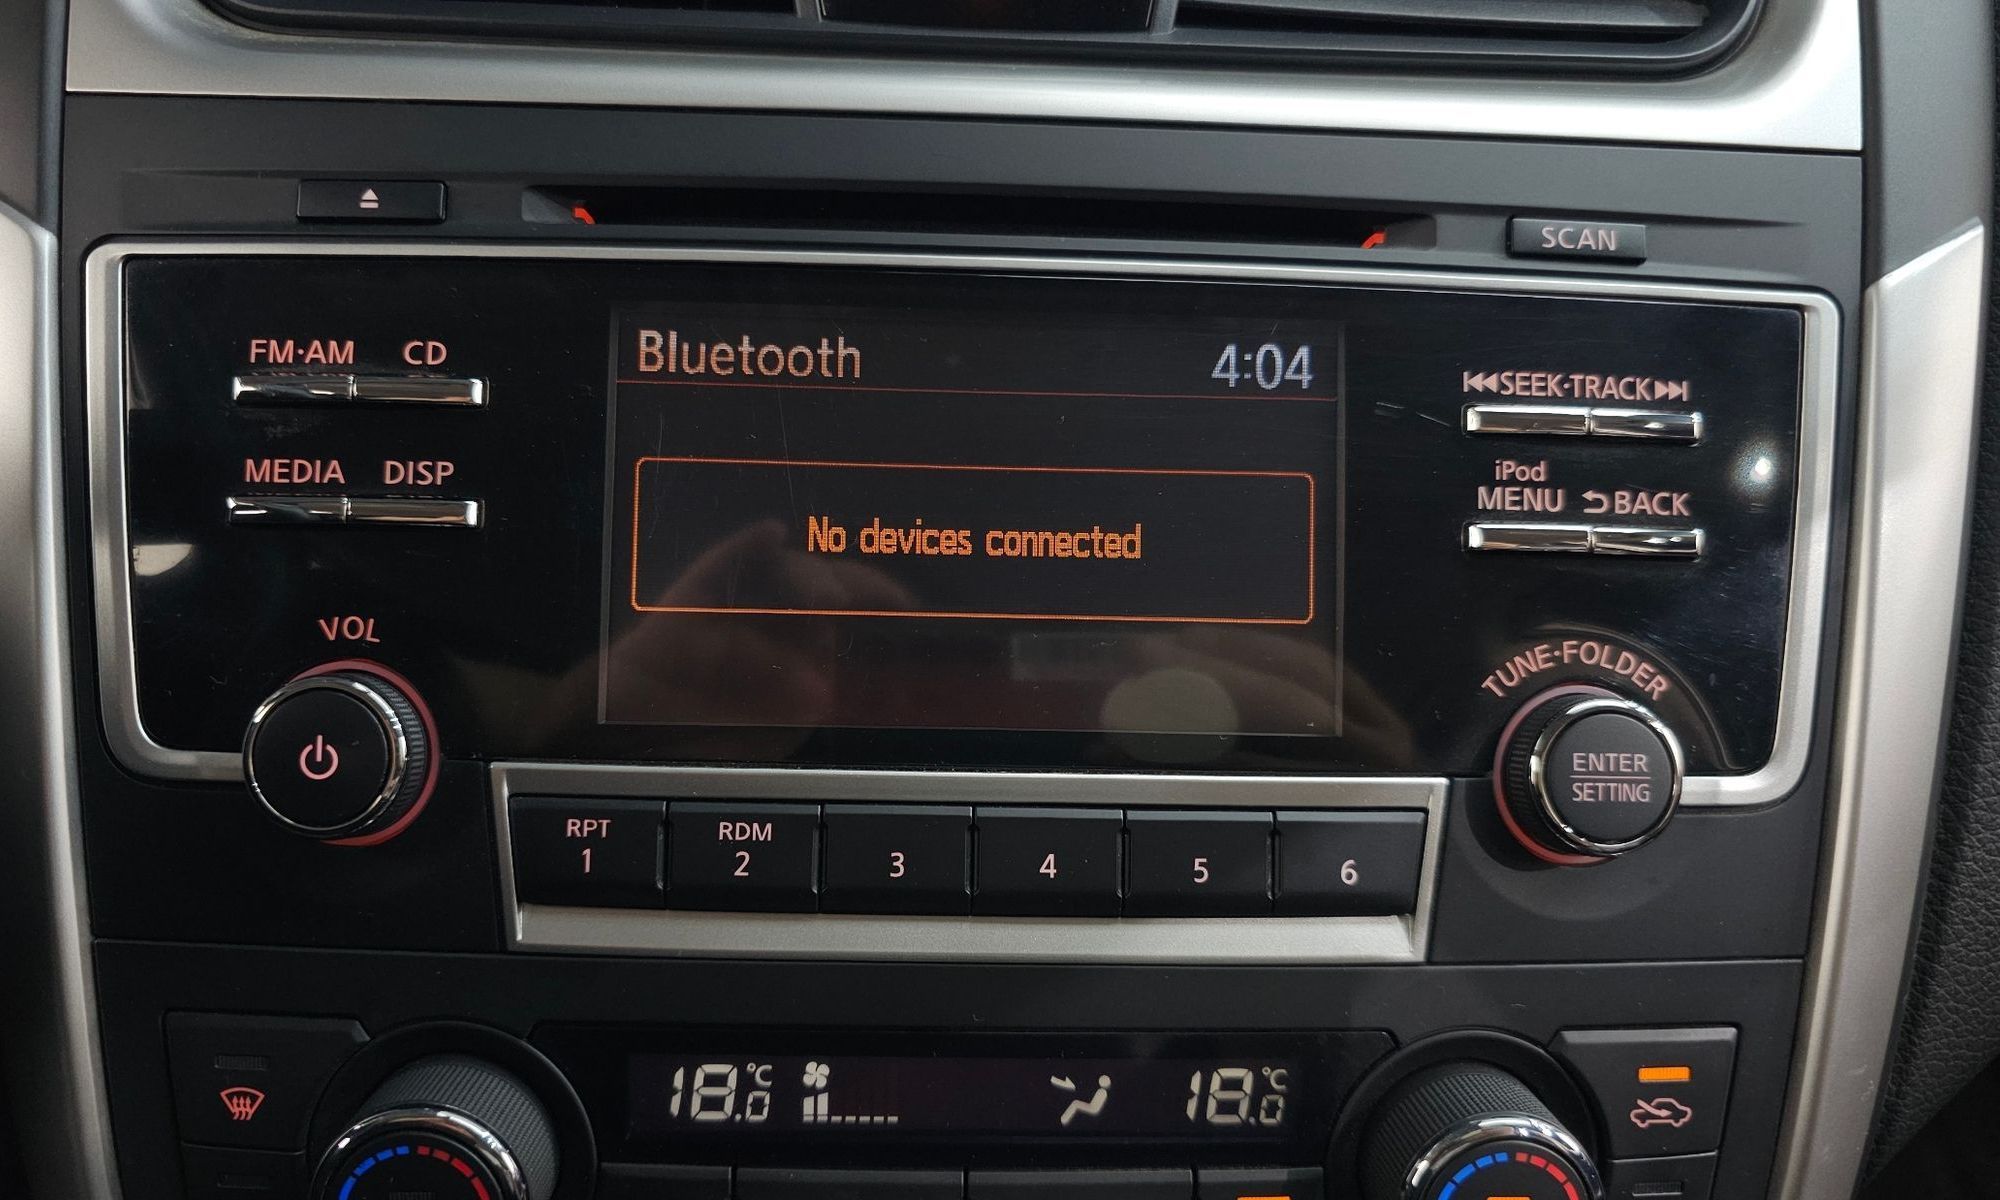 SCAN
FM·AM CD
Bluetooth 4:04
SEEK·TRACK
MEDIA DISP
iPod
MENU BACK
No devices connected
VOL
TUNE·FOLDER
ENTER
SETTING
RPT RDM
1 2 3 4 5 6
18.0°C 18.0°C